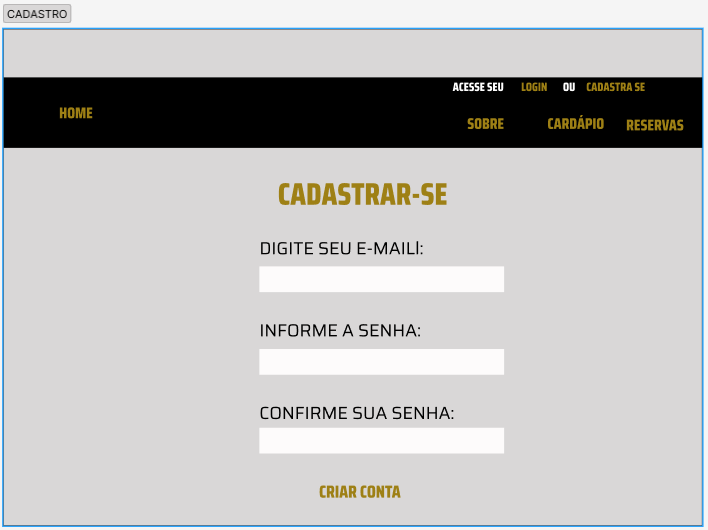 CADASTRO
ACESSE SEU LOGIN OU CADASTRA SE
HOME
SOBRE CARDÁPIO RESERVAS
CADASTRAR-SE
DIGITE SEU E-MAILl:
INFORME A SENHA:
CONFIRME SUA SENHA:
CRIAR CONTA